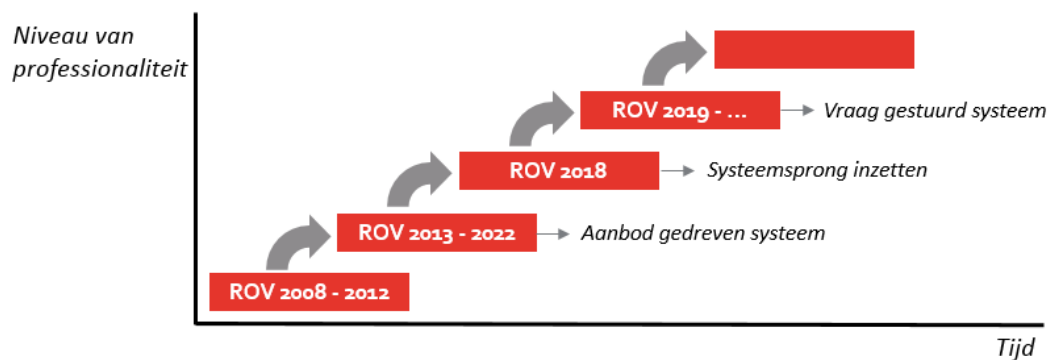 Niveau van
professionaliteit
ROV 2019 - ...
Vraag gestuurd systeem
ROV 2018
Systeemsprong inzetten
ROV 2013 - 2022
Aanbod gedreven systeem
ROV 2008 - 2012
Tijd